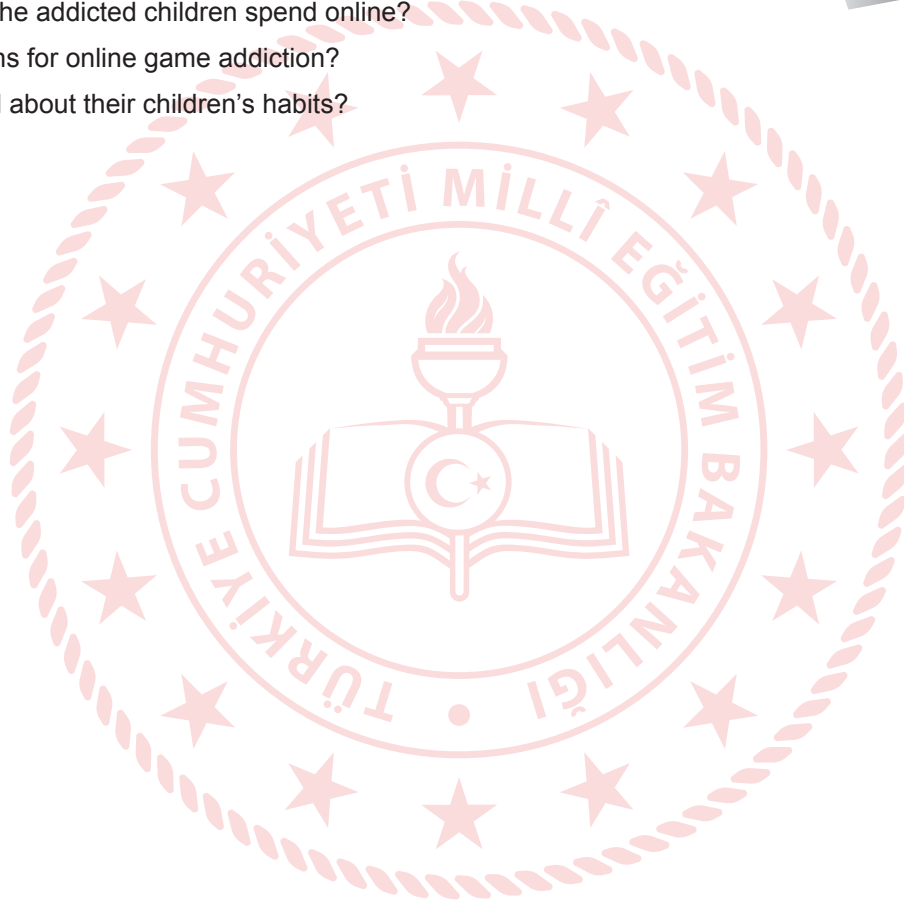 he addicted children spend online?
ns for online game addiction?
about their children's habits?
TÜRKİYE CUMHURİYETİ MİLLÎ EĞİTİM BAKANLIĞI